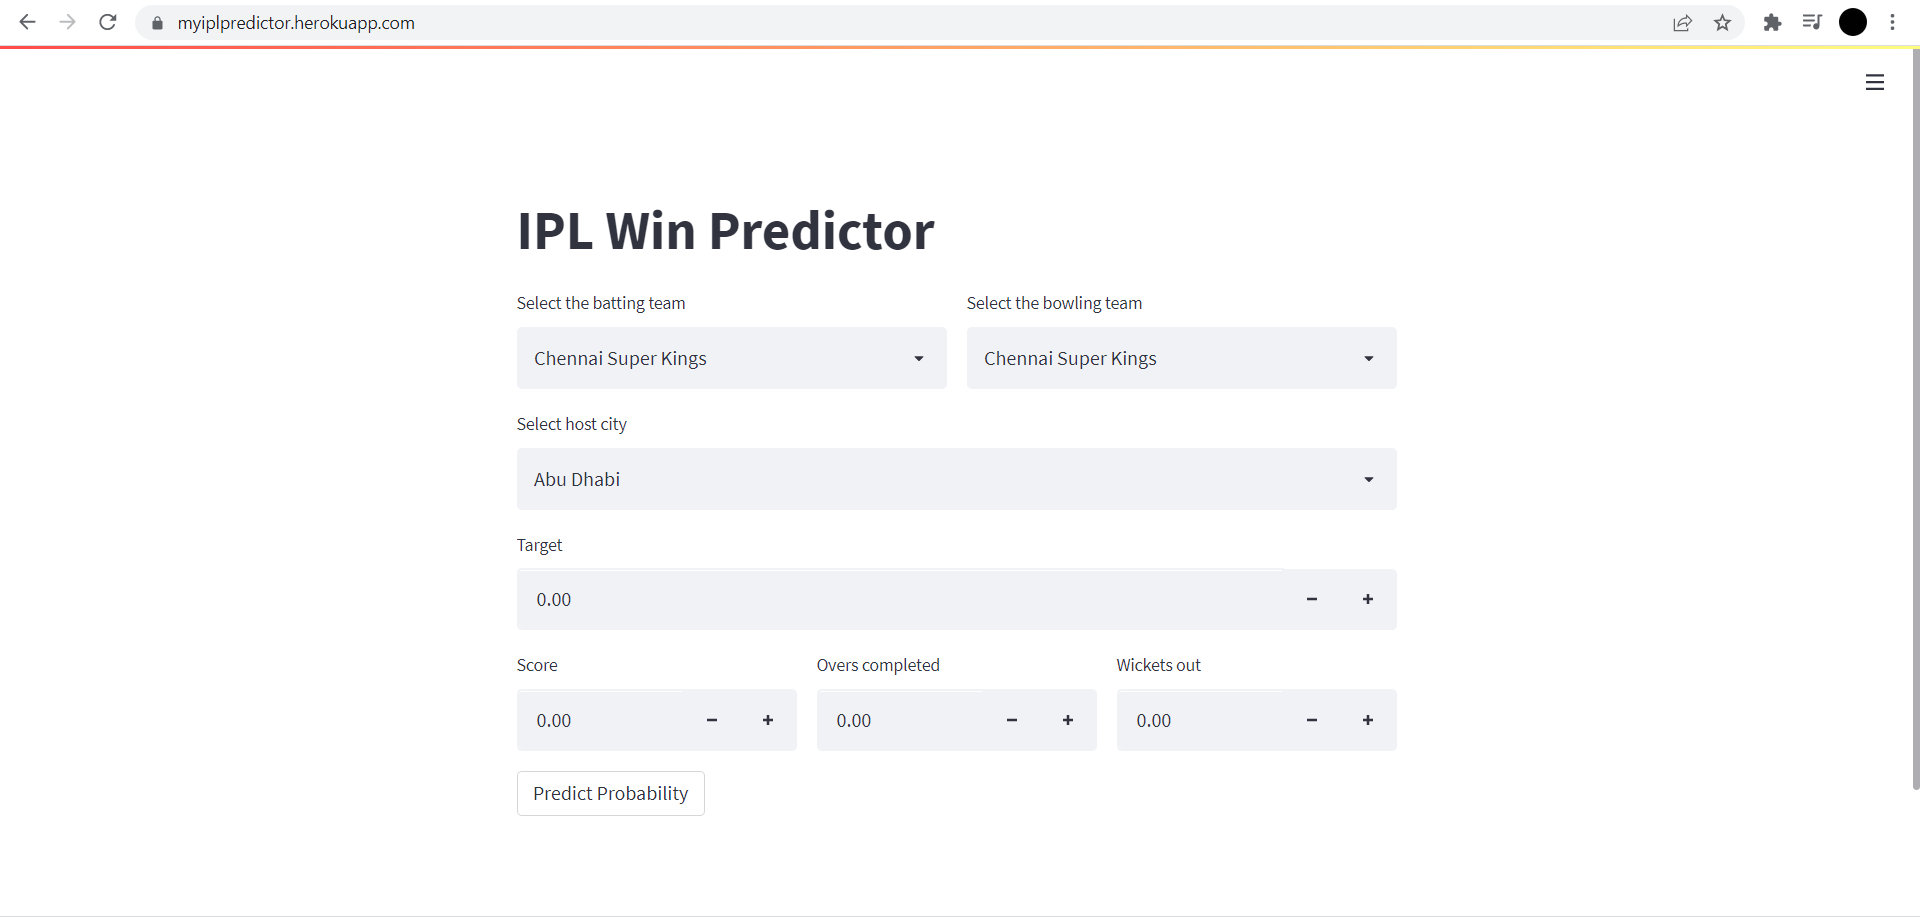 myiplpredictor.herokuapp.com
IPL Win Predictor
Select the batting team Select the bowling team
Chennai Super Kings Chennai Super Kings
Select host city
Abu Dhabi
Target
0.00 - +
Score Overs completed Wickets out
0.00 - + 0.00 - + 0.00 - +
Predict Probability